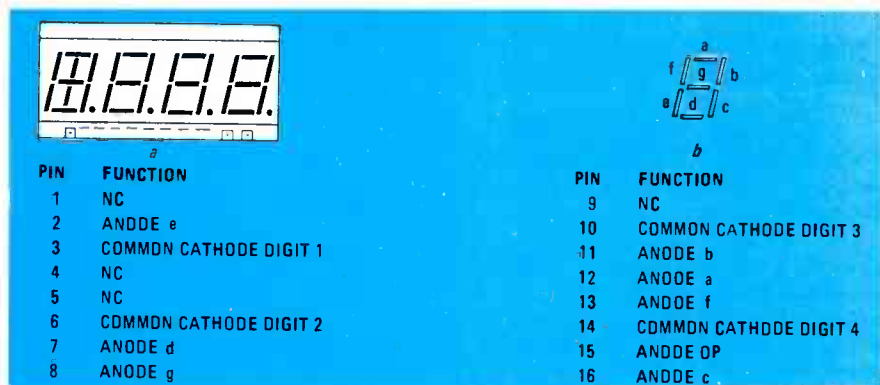 a
f g b
a d c
a
b
PIN FUNCTION
1 NC
2 ANDDE e
3 COMMDN CATHODE DIGIT 1
4 NC
5 NC
6 CDMMDN CATHODE DIGIT 2
7 ANODE d
8 ANODE g
PIN FUNCTION
9 NC
10 COMMON CATHODE DIGIT 3
11 ANODE b
12 ANODE a
13 ANDOE f
14 CDMMDN CATHDDE DIGIT 4
15 ANDDE OP
16 ANDDE c